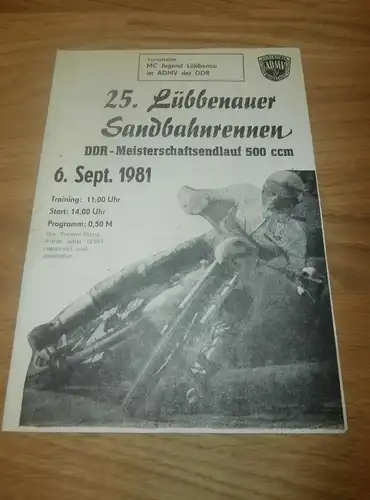 Veranstalter
MC Jugend Lübbenau
im ADMV der DDR
ADMV
25. Lübbenauer
Sandbahnrennen
DDR-Meisterschaftsendlauf 500 ccm
6. Sept. 1981
Training: 11.00 Uhr
Start: 14.00 Uhr
Programm: 0,50 M